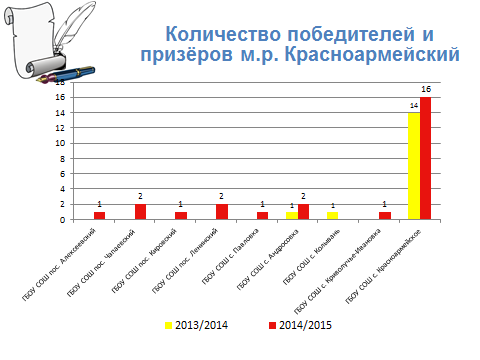 Количество победителей и
призёров м.р. Красноармейский
18
16
14
12
10
8
6
4
2
0
1
2
1
2
1
1
2
1
1
14
16
ГБОУ СОШ пос. Алексеевский
ГБОУ СОШ пос. Чапаевский
ГБОУ СОШ пос. Кировский
ГБОУ СОШ пос. Ленинский
ГБОУ СОШ с. Павловка
ГБОУ СОШ с. Андросовка
ГБОУ СОШ с. Колывань
ГБОУ СОШ с. Криволучье-Ивановка
ГБОУ СОШ с. Красноармейское
2013/2014
2014/2015